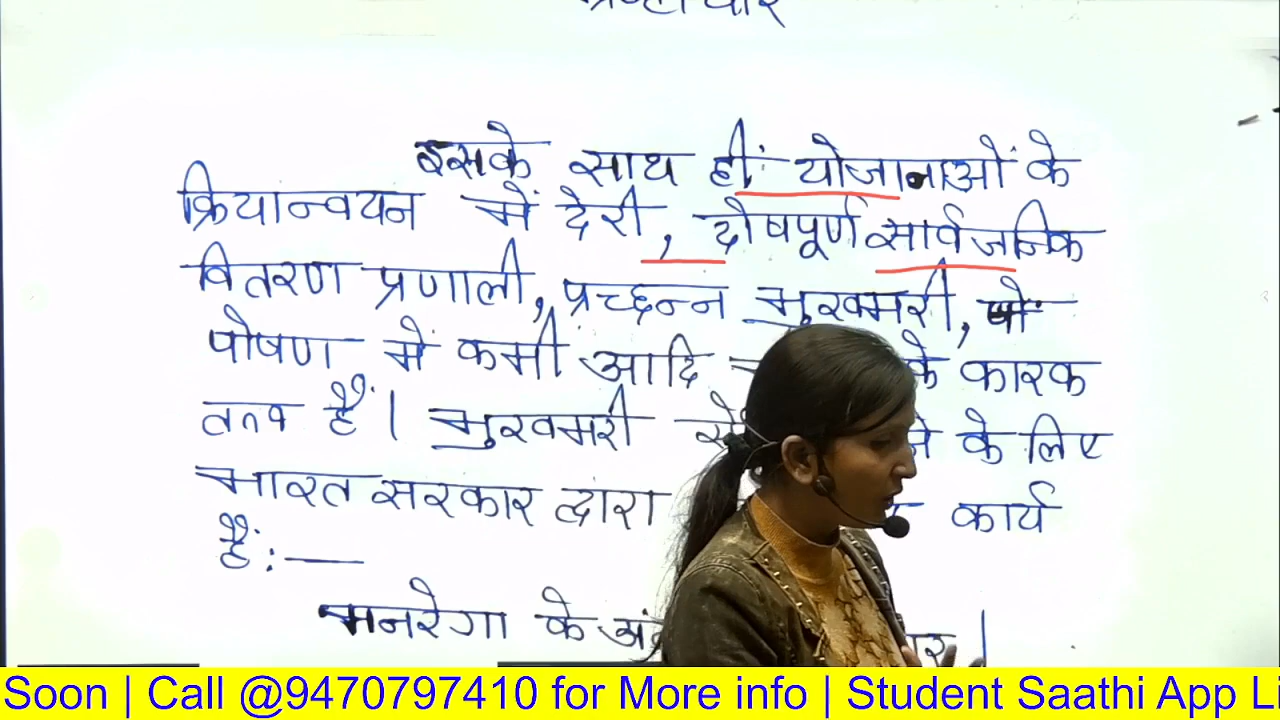 इसके साथ हीं योजानाओं के
क्रियान्वयन में देरी, दोषपूर्ण सार्वजनिक
वितरण प्रणाली, प्रच्छन्न भुखमरी,
पोषण में कमी आदि के कारक
तत्व हैं। भुखमरी के लिए
भारत सरकार द्वारा कार्य
हैं:—
मनरेगा के
Soon | Call @9470797410 for More info | Student Saathi App Li